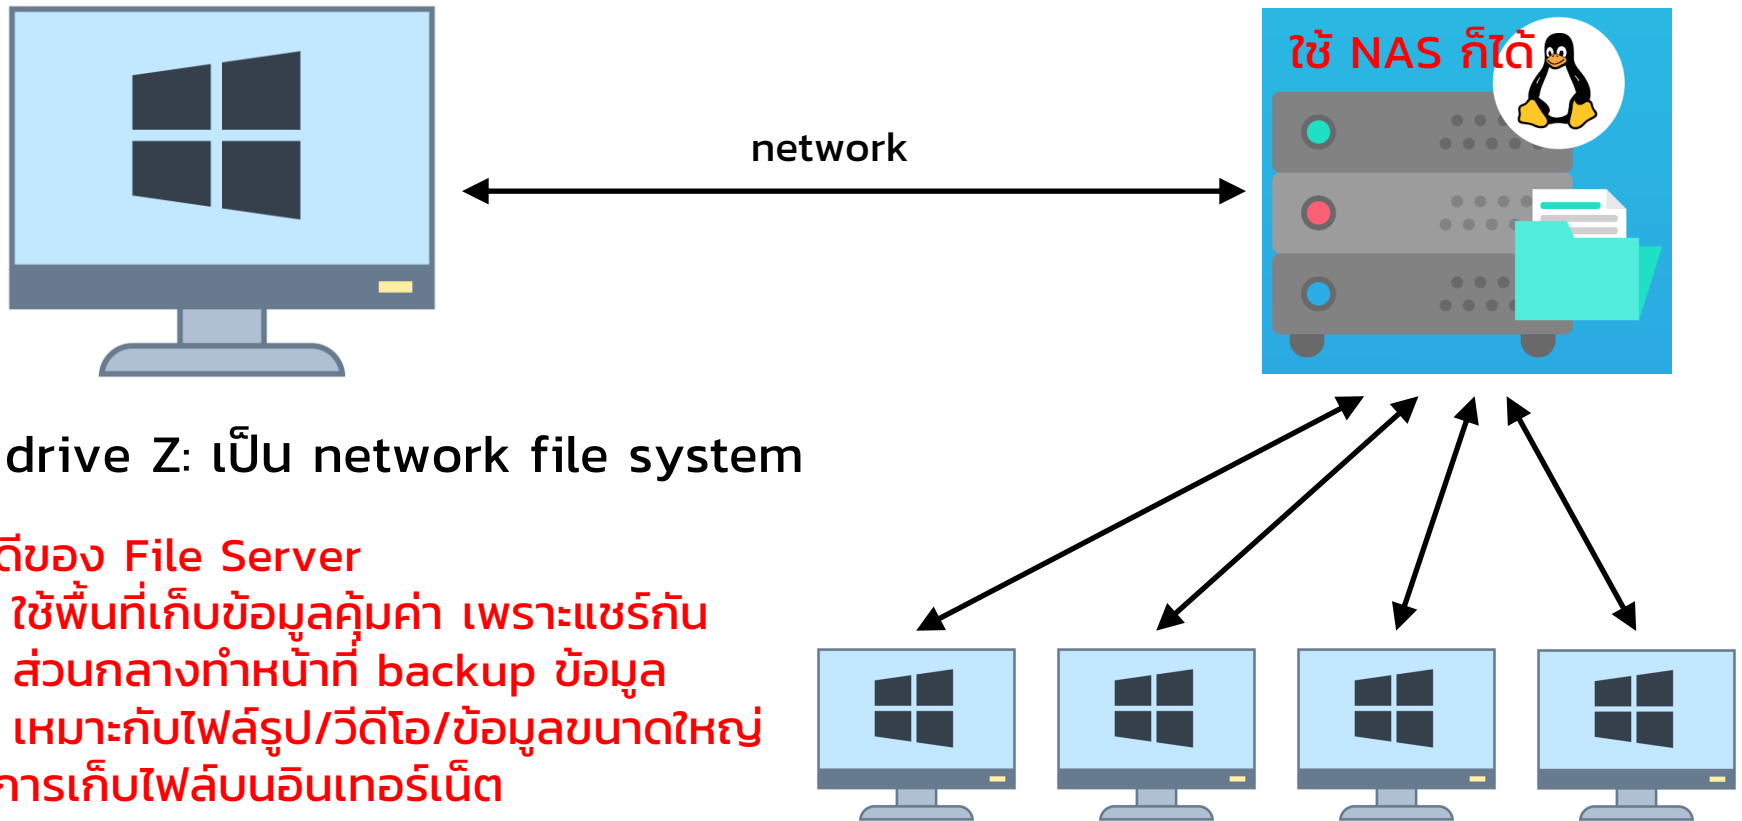 ใช้ NAS ก็ได้
network
drive Z: เป็น network file system
ดีของ File Server
ใช้พื้นที่เก็บข้อมูลคุ้มค่า เพราะแชร์กัน
ส่วนกลางทำหน้าที่ backup ข้อมูล
เหมาะกับไฟล์รูป/วีดีโอ/ข้อมูลขนาดใหญ่
การเก็บไฟล์บนอินเทอร์เน็ต